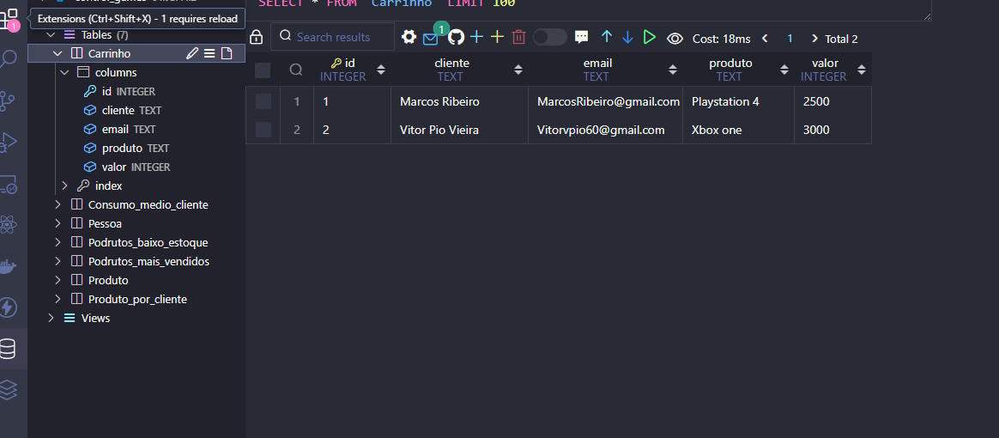 SELECT * FROM Carrinho LIMIT 100
Extensions (Ctrl+Shift+X) - 1 requires reload
1
Tables (7)
Carrinho
columns
id INTEGER
cliente TEXT
email TEXT
produto TEXT
valor INTEGER
index
Consumo_medio_cliente
Pessoa
Podrutos_baixo_estoque
Podrutos_mais_vendidos
Produto
Produto_por_cliente
Views
Search results 1 Cost: 18ms 1 Total 2
id cliente email produto valor
INTEGER TEXT TEXT TEXT INTEGER
1 1 Marcos Ribeiro MarcosRibeiro@gmail.com Playstation 4 2500
2 2 Vitor Pio Vieira Vitorvpio60@gmail.com Xbox one 3000